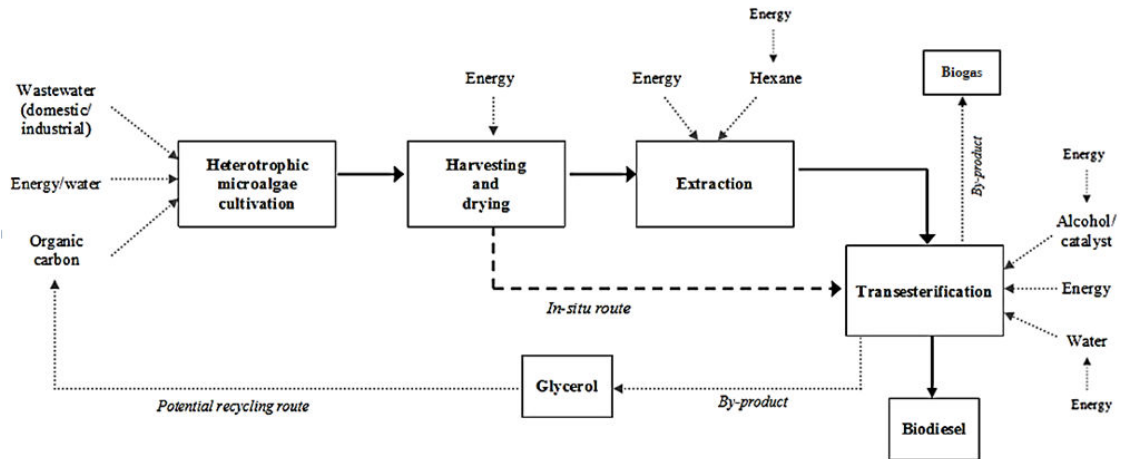 Energy
Energy
Energy
Hexane
Biogas
Wastewater
(domestic/
industrial)
Heterotrophic
microalgae
cultivation
Harvesting
and
drying
Extraction
By-product
Energy
Energy/water
Alcohol/
catalyst
Organic
carbon
Transesterification
Energy
In-situ route
Water
Glycerol
Potential recycling route
By-product
Energy
Biodiesel